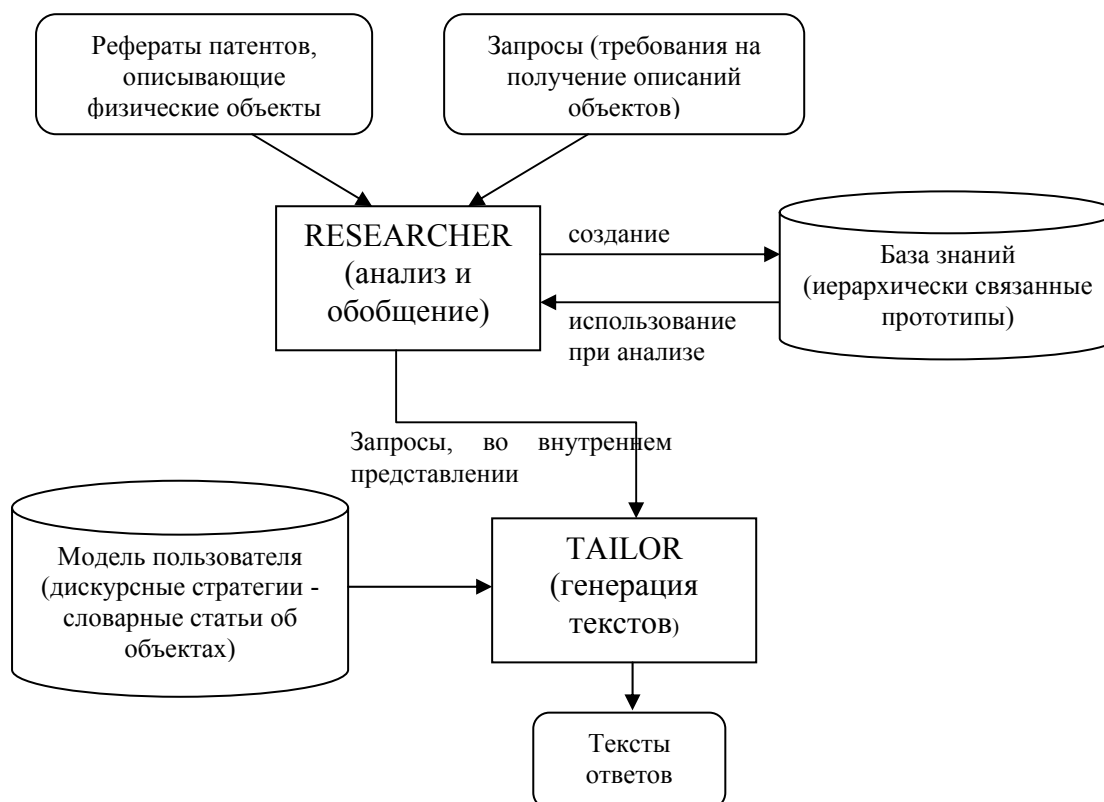 Рефераты патентов,
описывающие
физические объекты
Запросы (требования на
получение описаний
объектов)
RESEARCHER
(анализ и
обобщение)
создание
использование
при анализе
База знаний
(иерархически связанные
прототипы)
Запросы, во внутреннем
представлении
Модель пользователя
(дискурсные стратегии -
словарные статьи об
объектах)
TAILOR
(генерация
текстов)
Тексты
ответов